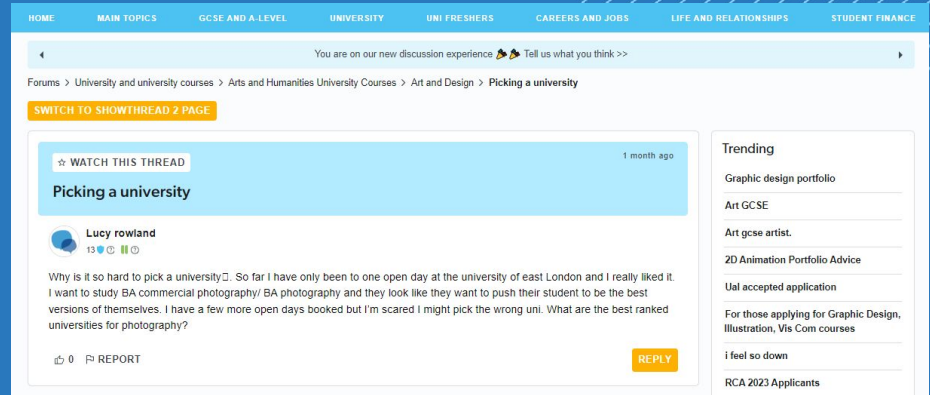 HOME MAIN TOPICS GCSE AND A-LEVEL UNIVERSITY UNI FRESHERS CAREERS AND JOBS LIFE AND RELATIONSHIPS STUDENT FINANCE
You are on our new discussion experience 🎉 🎉 Tell us what you think >>
Forums > University and university courses > Arts and Humanities University Courses > Art and Design > Picking a university
SWITCH TO SHOWTHREAD 2 PAGE
☆ WATCH THIS THREAD
1 month ago
Picking a university
Lucy rowland
13
Why is it so hard to pick a university▯. So far I have only been to one open day at the university of east London and I really liked it.
I want to study BA commercial photography/ BA photography and they look like they want to push their student to be the best
versions of themselves. I have a few more open days booked but I'm scared I might pick the wrong uni. What are the best ranked
universities for photography?
0 REPORT
REPLY
Trending
Graphic design portfolio
Art GCSE
Art gcse artist.
2D Animation Portfolio Advice
Ual accepted application
For those applying for Graphic Design,
Illustration, Vis Com courses
i feel so down
RCA 2023 Applicants